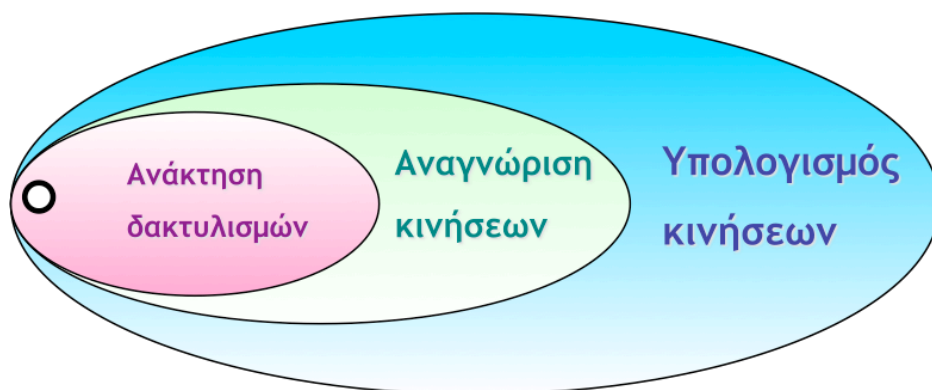 Ανάκτηση
δακτυλισμών
Αναγνώριση
κινήσεων
Υπολογισμός
κινήσεων